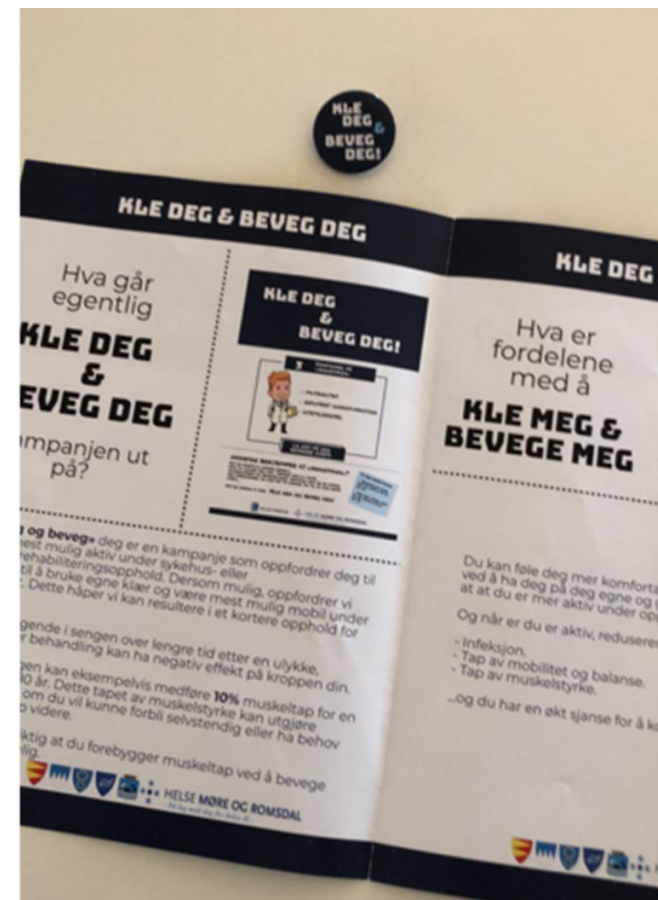 KLE
DEG &
BEVEG
DEG!
KLE DEG & BEVEG DEG
Hva går
egentlig
KLE DEG
&
EVEG DEG
mpanjen ut
på?
KLE DEG
&
BEVEG DEG!
HELSE MØRE OG ROMSDAL
og beveg» deg er en kampanje som oppfordrer deg til
est mulig aktiv under sykehus- eller
rehabiliteringsopphold. Dersom mulig, oppfordrer vi
til å bruke egne klær og være mest mulig mobil under
. Dette håper vi kan resultere i et kortere opphold for
gende i sengen over lengre tid etter en ulykke,
r behandling kan ha negativ effekt på kroppen din.
gen kan eksempelvis medføre 10% muskeltap for en
0 år. Dette tapet av muskelstyrke kan utgjøre
om du vil kunne forbli selvstendig eller ha behov
videre.
ktig at du forebygger muskeltap ved å bevege
elig.
HELSE MØRE OG ROMSDAL
KLE DEG
Hva er
fordelene
med å
KLE MEG &
BEVEGE MEG
Du kan føle deg mer komforta
ved å ha deg på deg egne og
at at du er mer aktiv under op
Og når er du er aktiv, redusere
- Infeksjon.
- Tap av mobilitet og balanse.
- Tap av muskelstyrke.
...og du har en økt sjanse for å k